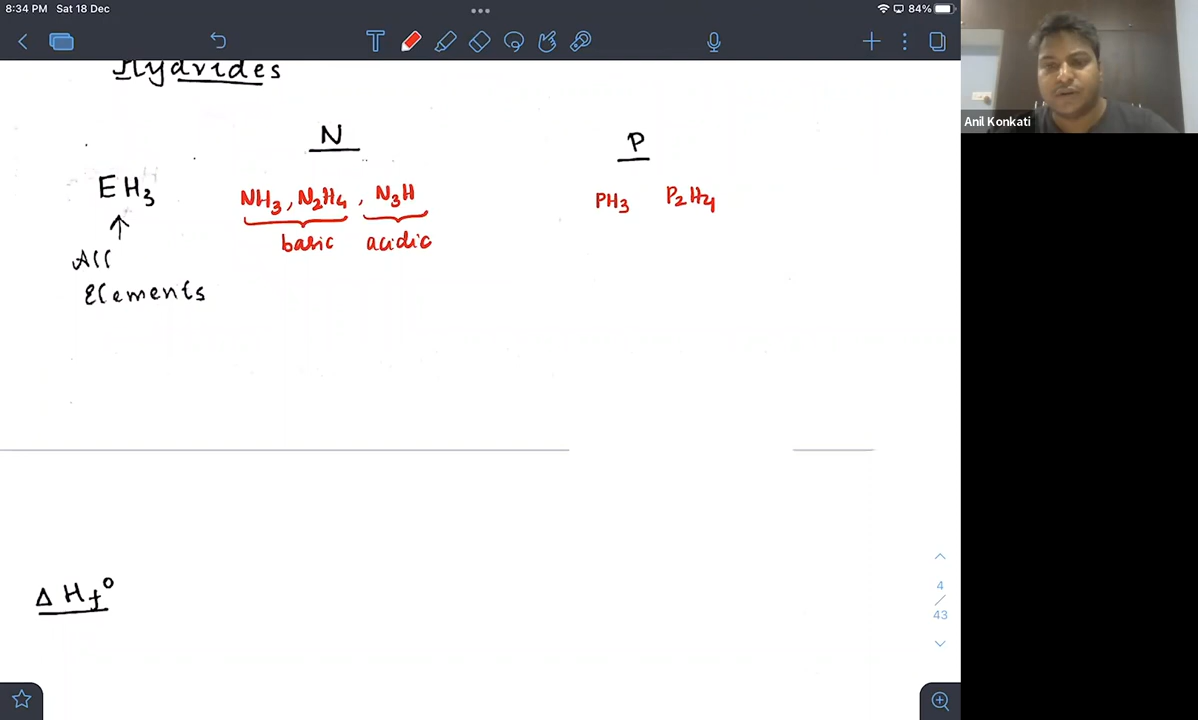 8:34 PM Sat 18 Dec
84%
Anil Konkati
Hydrides
N
P
EH3
NH3, N2H4, N3H
PH3 P2H4
basic acidic
All
Elements
4
/
43
ΔHf°